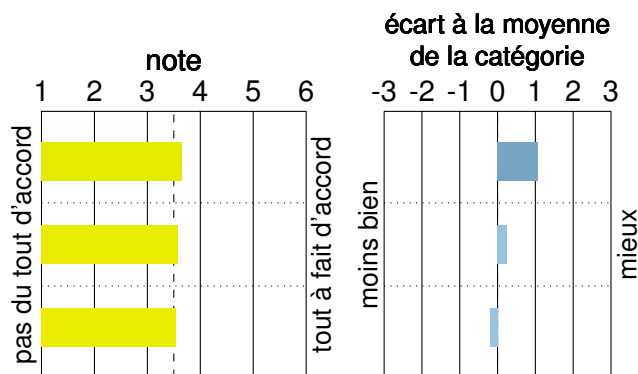 note
1 2 3 4 5 6
pas du tout d'accord
tout à fait d'accord
écart à la moyenne
de la catégorie
-3 -2 -1 0 1 2 3
moins bien
mieux